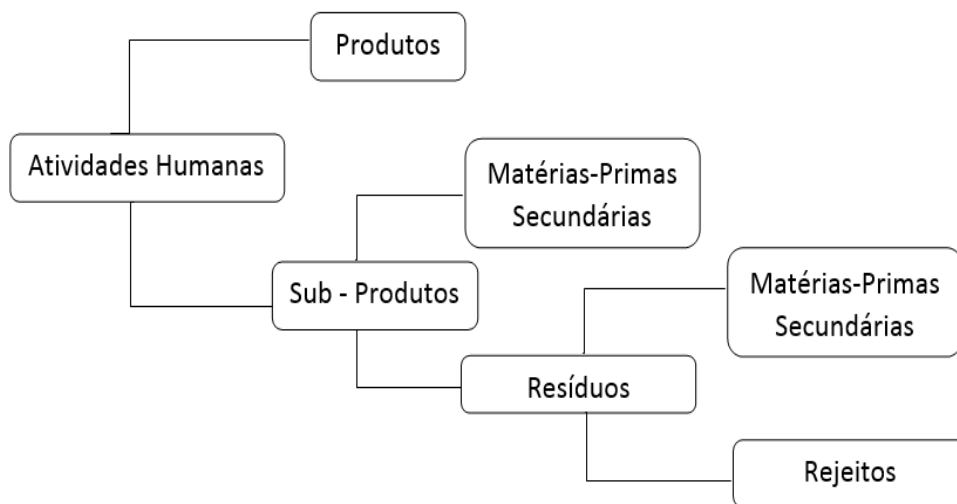 Produtos
Atividades Humanas
Matérias-Primas
Secundárias
Sub - Produtos
Matérias-Primas
Secundárias
Resíduos
Rejeitos